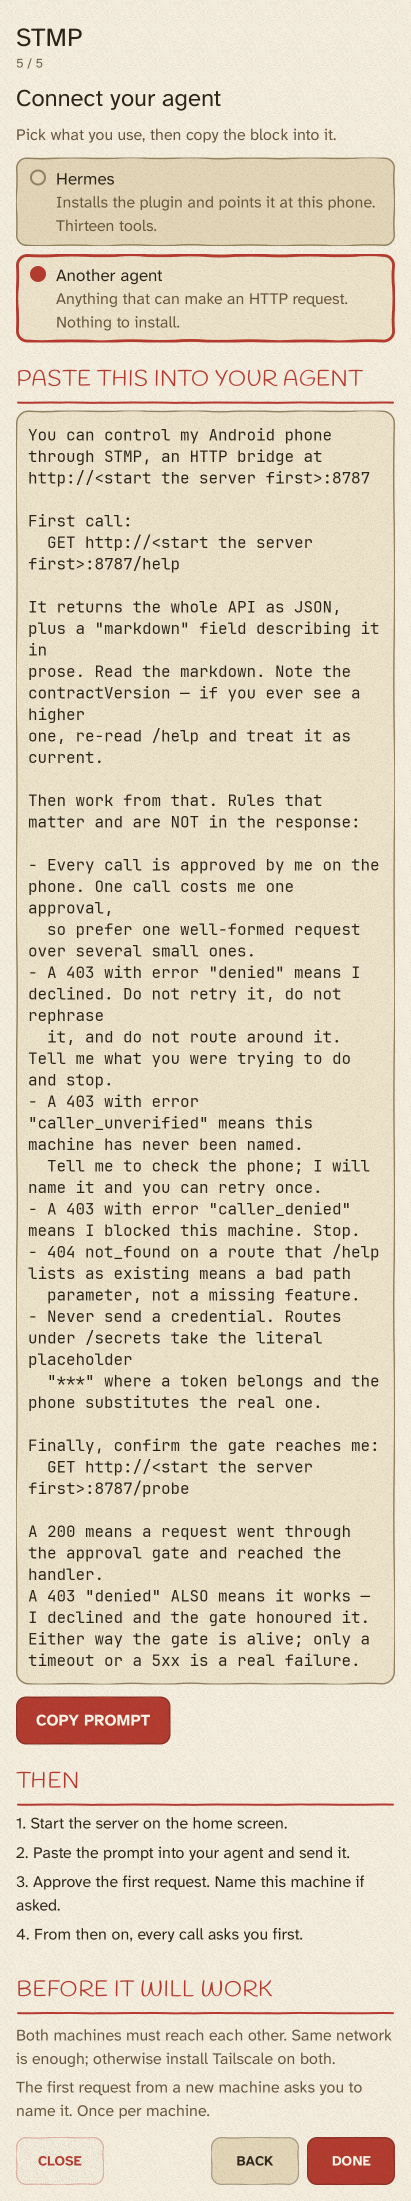 STMP
5 / 5
Connect your agent
Pick what you use, then copy the block into it.
Hermes
Installs the plugin and points it at this phone.
Thirteen tools.
Another agent
Anything that can make an HTTP request.
Nothing to install.
PASTE THIS INTO YOUR AGENT
You can control my Android phone
through STMP, an HTTP bridge at
http://<start the server first>:8787
First call:
GET http://<start the server
first>:8787/help
It returns the whole API as JSON,
plus a "markdown" field describing it
in
prose. Read the markdown. Note the
contractVersion — if you ever see a
higher
one, re-read /help and treat it as
current.
Then work from that. Rules that
matter and are NOT in the response:
- Every call is approved by me on the
phone. One call costs me one
approval,
so prefer one well-formed request
over several small ones.
- A 403 with error "denied" means I
declined. Do not retry it, do not
rephrase
it, and do not route around it.
Tell me what you were trying to do
and stop.
- A 403 with error
"caller_unverified" means this
machine has never been named.
Tell me to check the phone; I will
name it and you can retry once.
- A 403 with error "caller_denied"
means I blocked this machine. Stop.
- 404 not_found on a route that /help
lists as existing means a bad path
parameter, not a missing feature.
- Never send a credential. Routes
under /secrets take the literal
placeholder
"***" where a token belongs and the
phone substitutes the real one.
Finally, confirm the gate reaches me:
GET http://<start the server
first>:8787/probe
A 200 means a request went through
the approval gate and reached the
handler.
A 403 "denied" ALSO means it works —
I declined and the gate honoured it.
Either way the gate is alive; only a
timeout or a 5xx is a real failure.
COPY PROMPT
THEN
1. Start the server on the home screen.
2. Paste the prompt into your agent and send it.
3. Approve the first request. Name this machine if
asked.
4. From then on, every call asks you first.
BEFORE IT WILL WORK
Both machines must reach each other. Same network
is enough; otherwise install Tailscale on both.
The first request from a new machine asks you to
name it. Once per machine.
CLOSE
BACK
DONE